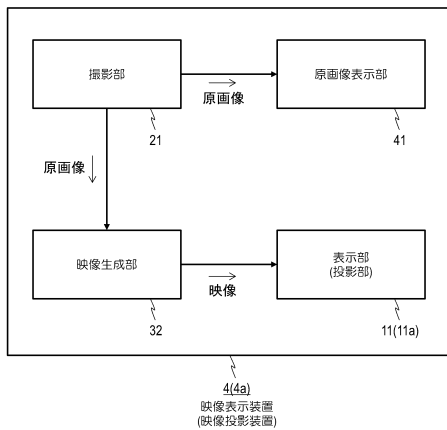 撮影部
原画像
原画像表示部
21
41
原画像
映像生成部
映像
表示部
(投影部)
32
11(11a)
4(4a)
映像表示装置
(映像投影装置)